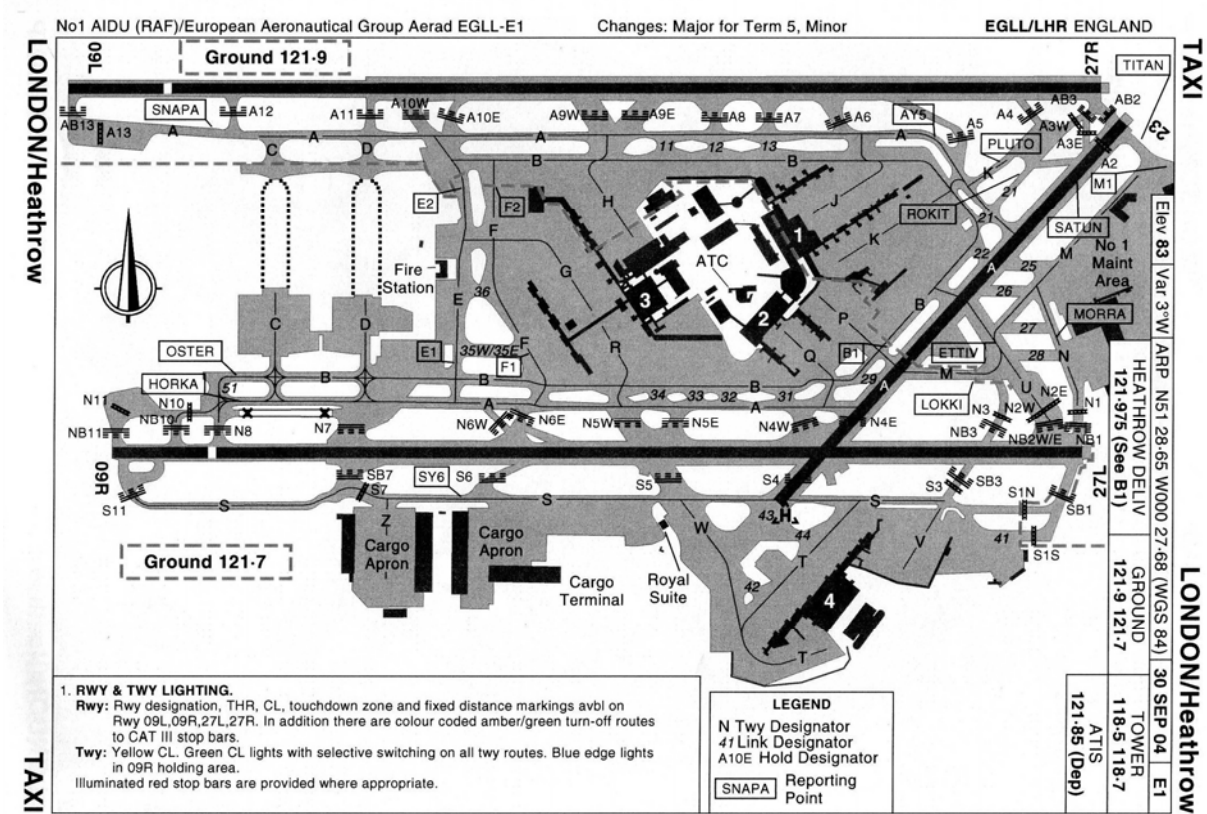 No1 AIDU (RAF)/European Aeronautical Group Aerad EGLL-E1
Changes: Major for Term 5, Minor
EGLL/LHR ENGLAND
LONDON/Heathrow
TAXI
09L
Ground 121·9
27R
TITAN
SNAPA
A12
A11
A10W
A10E
A9W
A9E
A8
A7
A6
AY5
A5
A4
AB3
AB2
A3W
A3E
23
AB13
A13
A
A
A
A
PLUTO
A2
C
D
11
12
13
B
B
K
M1
E2
F2
H
J
ROKIT
21
21
SATUN
F
1
K
22
No 1
Maint
Area
M
ATC
A
25
Fire
Station
G
36
E
3
26
B
MORRA
2
P
C
D
27
OSTER
E1
35W/35E
F
F1
R
Q
B1
ETTIV
28
N
HORKA
51
B
B
B
29
M
A
U
N11
N10
A
34
33
32
31
A
LOKKI
N2E
N1
NB10
N8
N7
N6W
N6E
N5W
N5E
N4W
N4E
N3
N2W
NB11
NB3
NB2W/E
NB1
09R
27L
SB7
S7
SY6
S6
S5
S4
S3
SB3
S1N
SB1
S11
S
S
S
43
H
44
W
41
S1S
Z
Cargo
Apron
Cargo
Apron
V
T
Ground 121·7
Cargo
Terminal
Royal
Suite
42
4
T
Elev 83
Var 3°W
ARP N51 28·65 W000 27·68 (WGS 84)
30 SEP 04
E1
HEATHROW DELIV
121·975 (See B1)
GROUND
121·9 121·7
TOWER
118·5 118·7
ATIS
121·85 (Dep)
1. RWY & TWY LIGHTING.
Rwy: Rwy designation, THR, CL, touchdown zone and fixed distance markings avbl on
Rwy 09L,09R,27L,27R. In addition there are colour coded amber/green turn-off routes
to CAT III stop bars.
Twy: Yellow CL. Green CL lights with selective switching on all twy routes. Blue edge lights
in 09R holding area.
Illuminated red stop bars are provided where appropriate.
LEGEND
N Twy Designator
41 Link Designator
A10E Hold Designator
SNAPA Reporting
Point
TAXI
LONDON/Heathrow